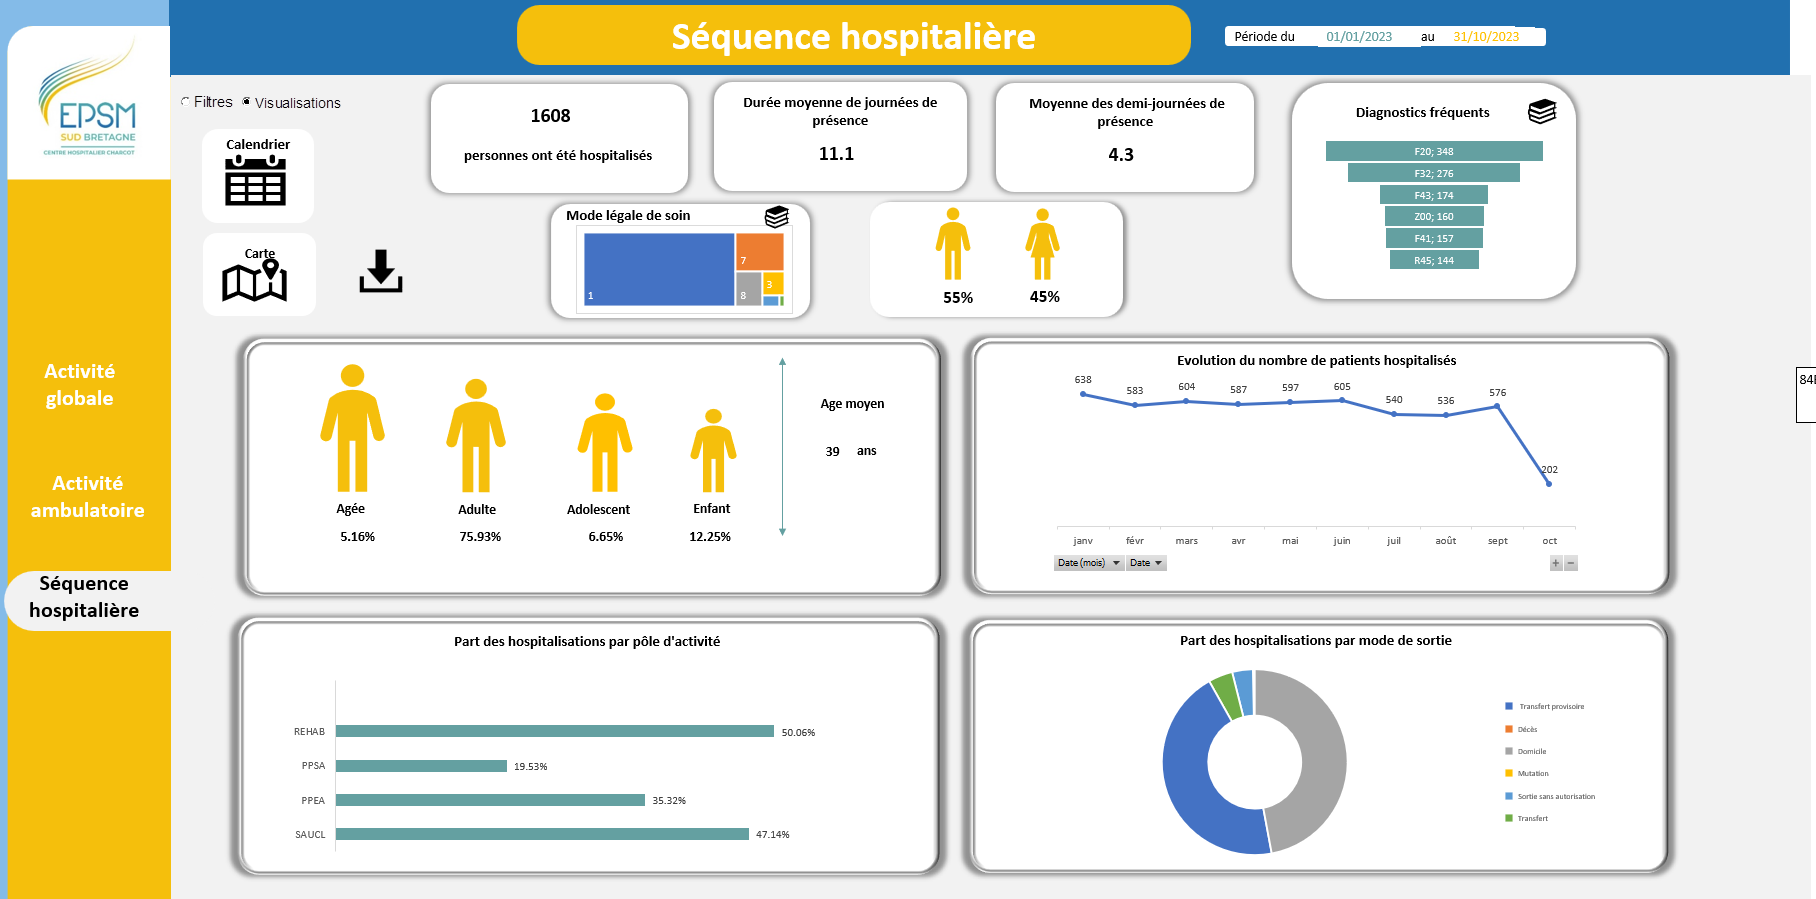 Séquence hospitalière
Période du 01/01/2023 au 31/10/2023
EPSM
SUD BRETAGNE
CENTRE HOSPITALIER CHARCOT
Filtres Visualisations
Calendrier
Carte
1608
personnes ont été hospitalisés
Durée moyenne de journées de
présence
11.1
Moyenne des demi-journées de
présence
4.3
Diagnostics fréquents
F20; 348
F32; 276
F43; 174
Z00; 160
F41; 157
R45; 144
Mode légale de soin
1
7
8
3
55% 45%
Activité
globale
Activité
ambulatoire
Séquence
hospitalière
Agée Adulte Adolescent Enfant
5.16% 75.93% 6.65% 12.25%
Age moyen
39 ans
Evolution du nombre de patients hospitalisés
638 583 604 587 597 605 540 536 576 202
janv févr mars avr mai juin juil août sept oct
Date (mois) Date + −
Part des hospitalisations par pôle d'activité
REHAB 50.06%
PPSA 19.53%
PPEA 35.32%
SAUCL 47.14%
Part des hospitalisations par mode de sortie
Transfert provisoire
Décès
Domicile
Mutation
Sortie sans autorisation
Transfert